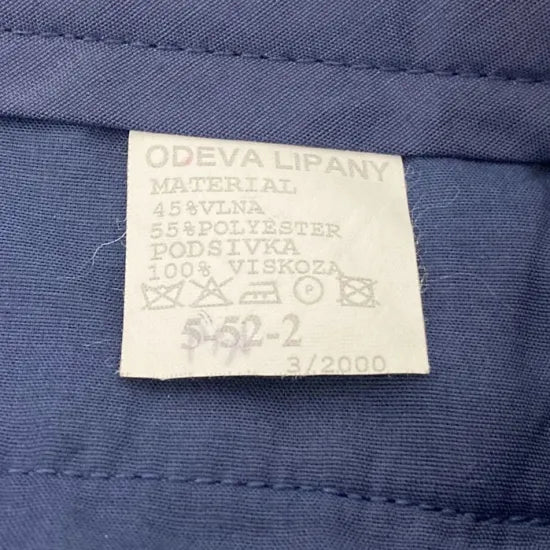 ODEVA LIPANY
MATERIAL
45%VLNA
55%POLYESTER
PODSIVKA
100% VISKOZA
P
5-52-2
3/2000